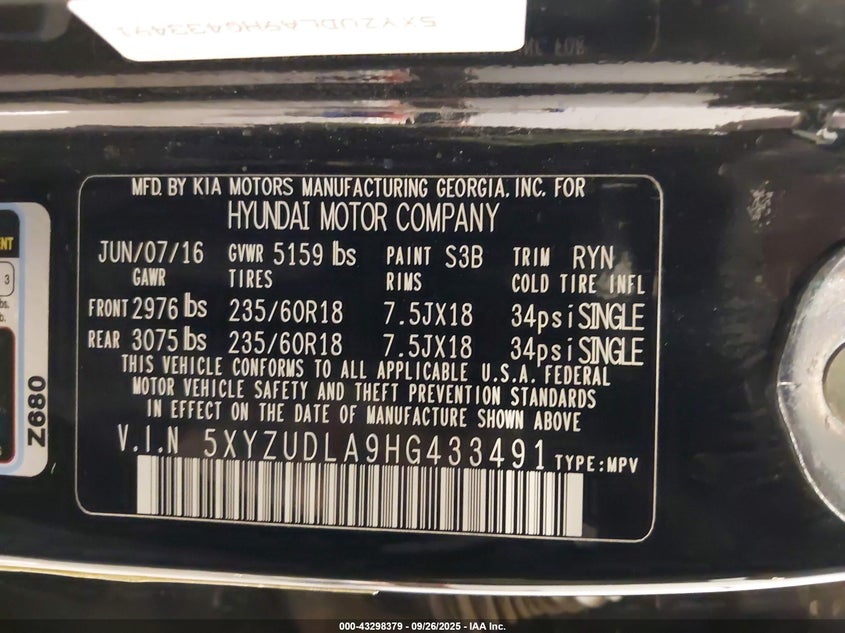 5XYZUDLA9HG433491
MFD. BY KIA MOTORS MANUFACTURING GEORGIA, INC. FOR
HYUNDAI MOTOR COMPANY
JUN/07/16 GVWR 5159 lbs PAINT S3B TRIM RYN
GAWR TIRES RIMS COLD TIRE INFL
FRONT 2976 lbs 235/60R18 7.5JX18 34psi SINGLE
REAR 3075 lbs 235/60R18 7.5JX18 34psi SINGLE
THIS VEHICLE CONFORMS TO ALL APPLICABLE U.S.A. FEDERAL
MOTOR VEHICLE SAFETY AND THEFT PREVENTION STANDARDS
IN EFFECT ON THE DATE OF MANUFACTURE SHOWN ABOVE
V.I.N 5XYZUDLA9HG433491 TYPE:MPV
Z680
000-43298379 - 09/26/2025 - IAA Inc.